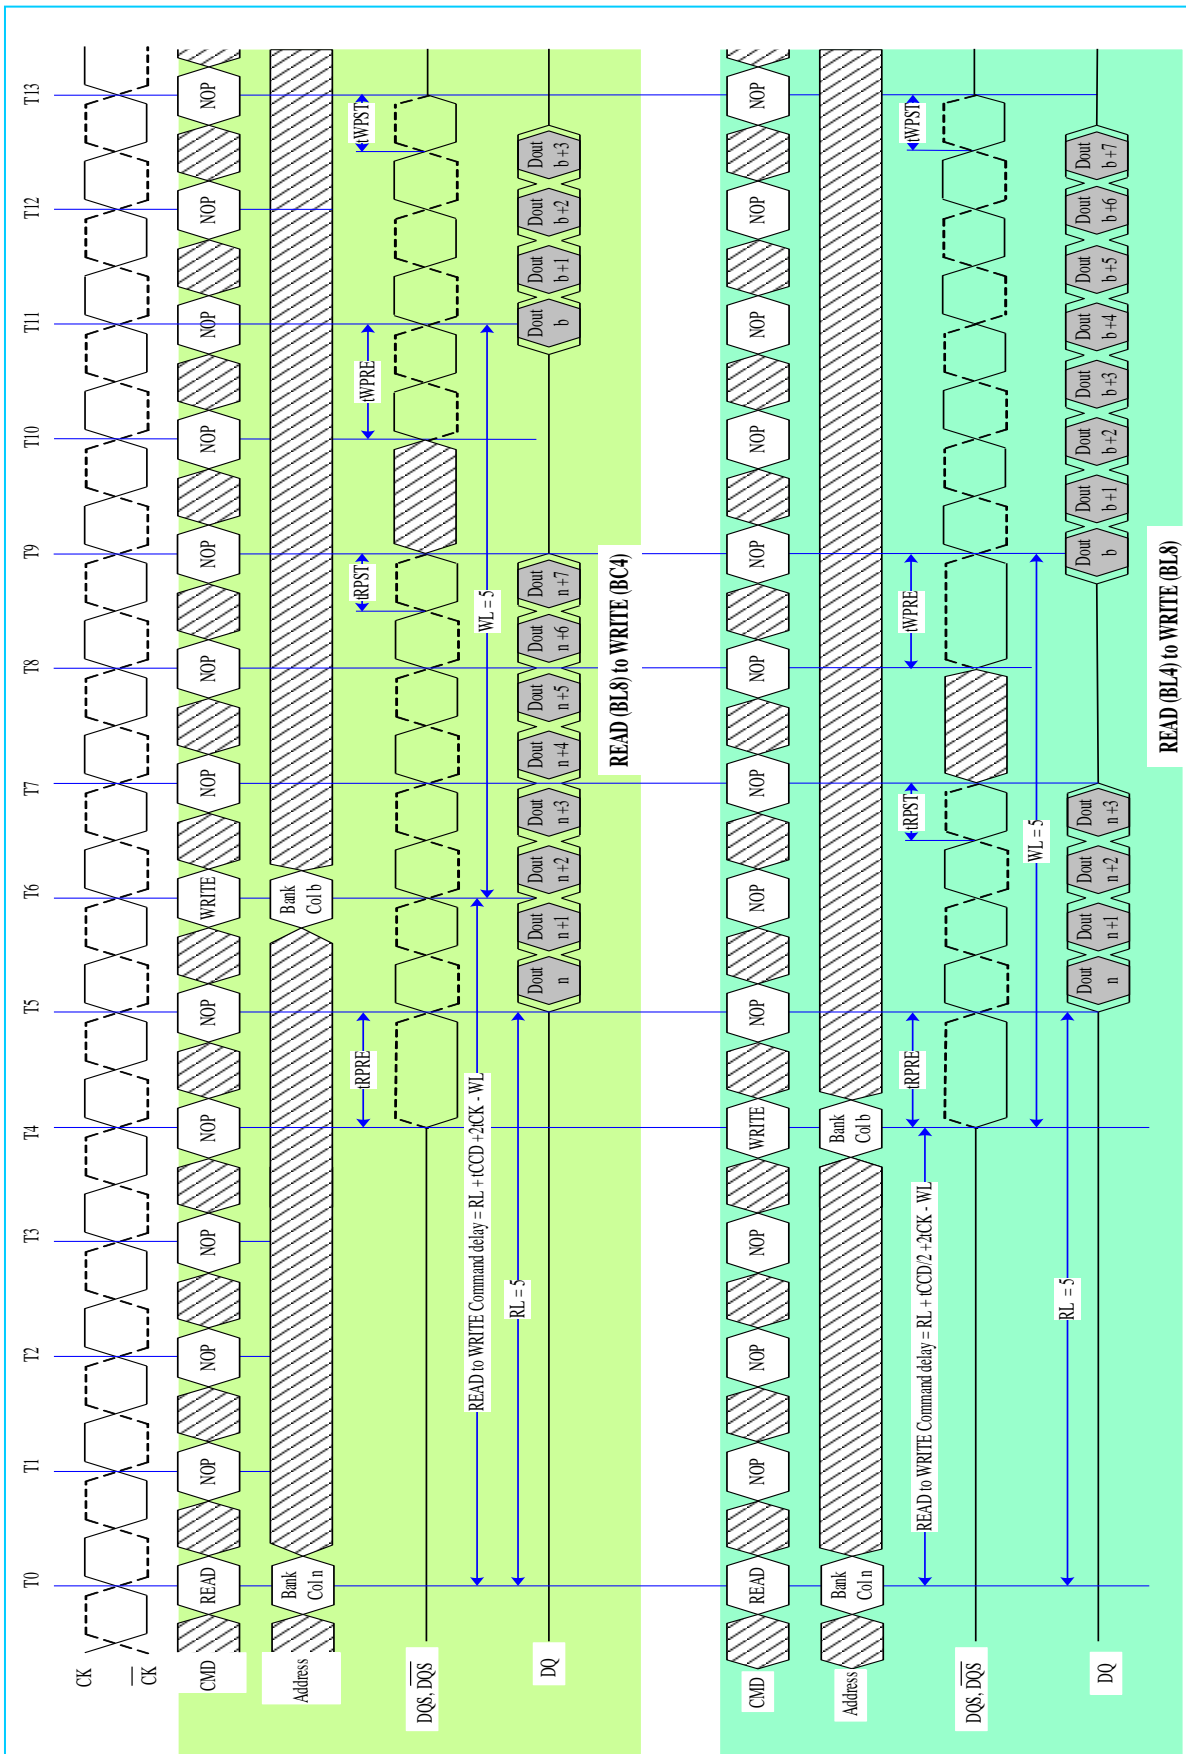 T0 T1 T2 T3 T4 T5 T6 T7 T8 T9 T10 T11 T12 T13
CK
CK
CMD READ NOP NOP NOP NOP NOP WRITE NOP NOP NOP NOP NOP NOP NOP
Address Bank Bank
Col n Col b
tRPRE tRPST tWPRE tWPST
DQS, DQS
READ to WRITE Command delay = RL + tCCD +2tCK - WL WL = 5
RL = 5
DQ Dout Dout Dout Dout Dout Dout Dout Dout Dout Dout Dout Dout
n n+1 n+2 n+3 n+4 n+5 n+6 n+7 b b+1 b+2 b+3
READ (BL8) to WRITE (BC4)
CMD READ NOP NOP NOP WRITE NOP NOP NOP NOP NOP NOP NOP NOP NOP
Address Bank Bank
Col n Col b
tRPRE tRPST tWPRE tWPST
READ to WRITE Command delay = RL + tCCD/2 +2tCK - WL
DQS, DQS
WL = 5
RL = 5
DQ Dout Dout Dout Dout Dout Dout Dout Dout Dout Dout Dout Dout
n n+1 n+2 n+3 b b+1 b+2 b+3 b+4 b+5 b+6 b+7
READ (BL4) to WRITE (BL8)